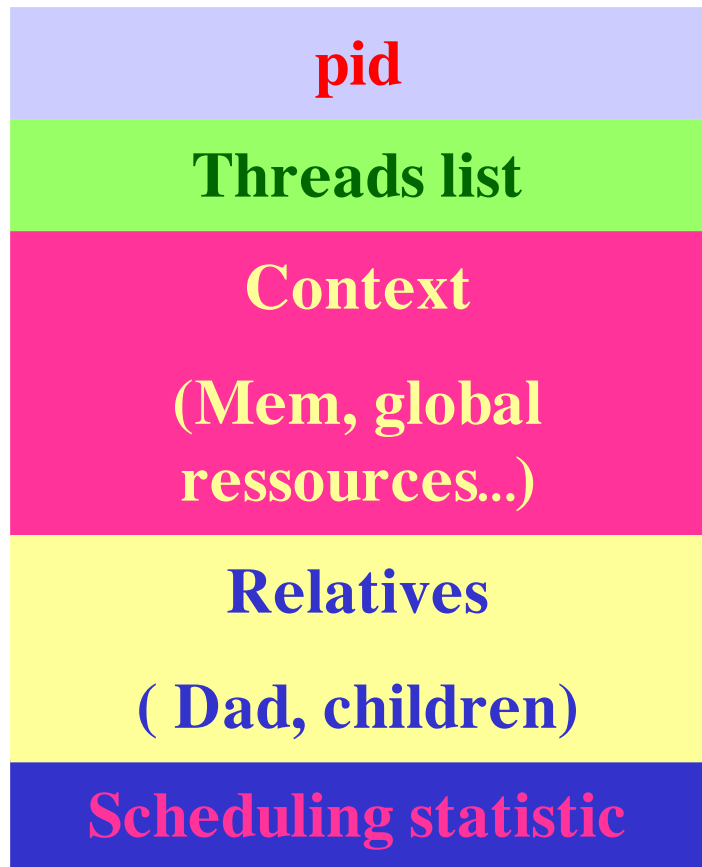 pid
Threads list
Context
(Mem, global
ressources...)
Relatives
( Dad, children)
Scheduling statistic